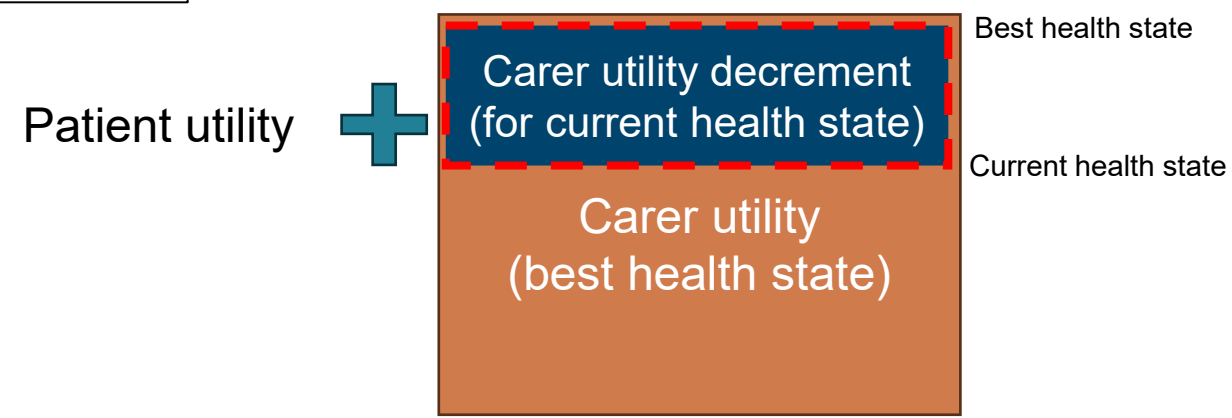 Best health state
Carer utility decrement
(for current health state)
Patient utility
Current health state
Carer utility
(best health state)